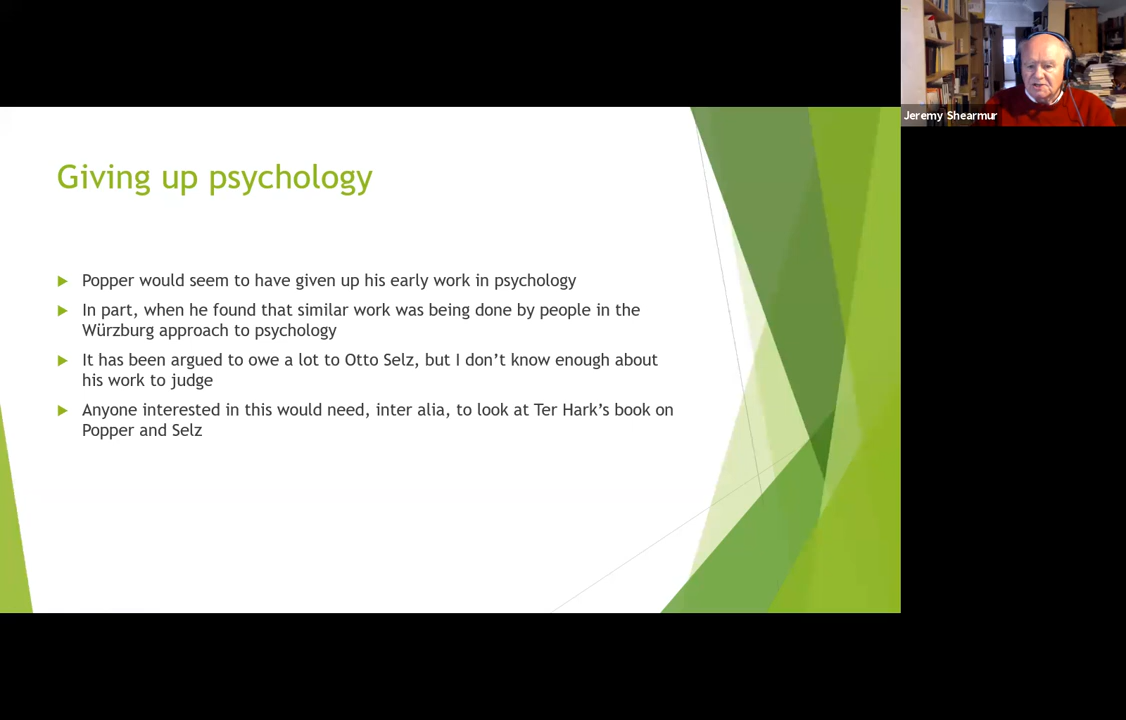 Jeremy Shearmur
Giving up psychology
Popper would seem to have given up his early work in psychology
In part, when he found that similar work was being done by people in the
Würzburg approach to psychology
It has been argued to owe a lot to Otto Selz, but I don’t know enough about
his work to judge
Anyone interested in this would need, inter alia, to look at Ter Hark’s book on
Popper and Selz